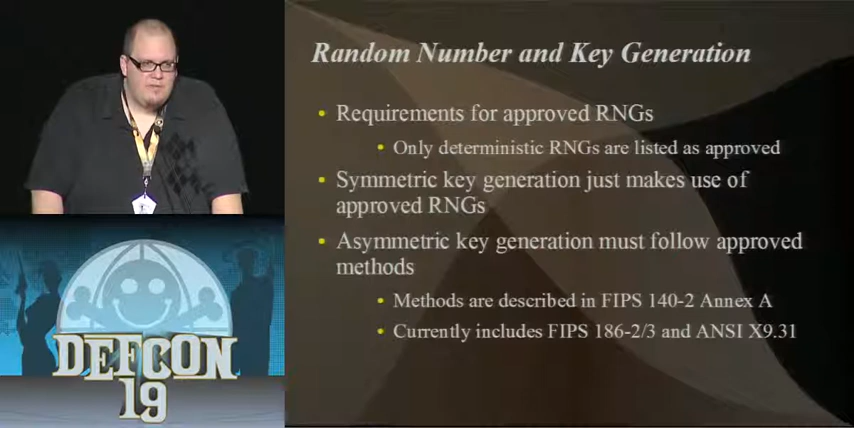 Random Number and Key Generation
Requirements for approved RNGs
Only deterministic RNGs are listed as approved
Symmetric key generation just makes use of
approved RNGs
Asymmetric key generation must follow approved
methods
Methods are described in FIPS 140-2 Annex A
Currently includes FIPS 186-2/3 and ANSI X9.31
DEFCON
19